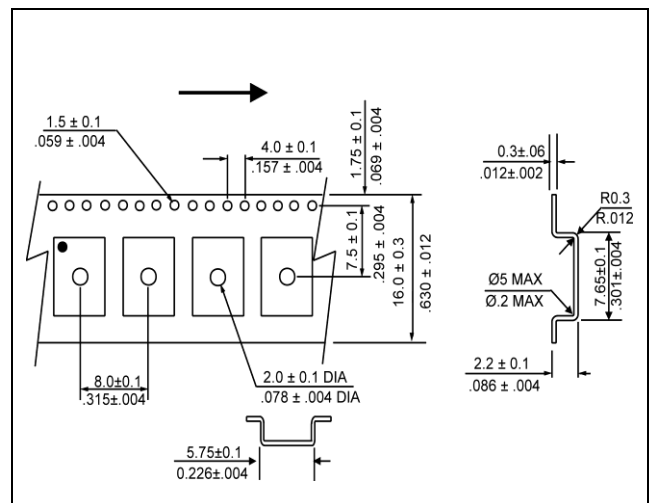 1.5 ± 0.1
.059 ± .004
4.0 ± 0.1
.157 ± .004
1.75 ± 0.1
.069 ± .004
0.3±.06
.012±.002
R0.3
R.012
7.5 ± 0.1
.295 ± .004
16.0 ± 0.3
.630 ± .012
Ø5 MAX
Ø.2 MAX
7.65±0.1
.301±.004
8.0±0.1
.315±.004
2.0 ± 0.1 DIA
.078 ± .004 DIA
2.2 ± 0.1
.086 ± .004
5.75±0.1
0.226±.004